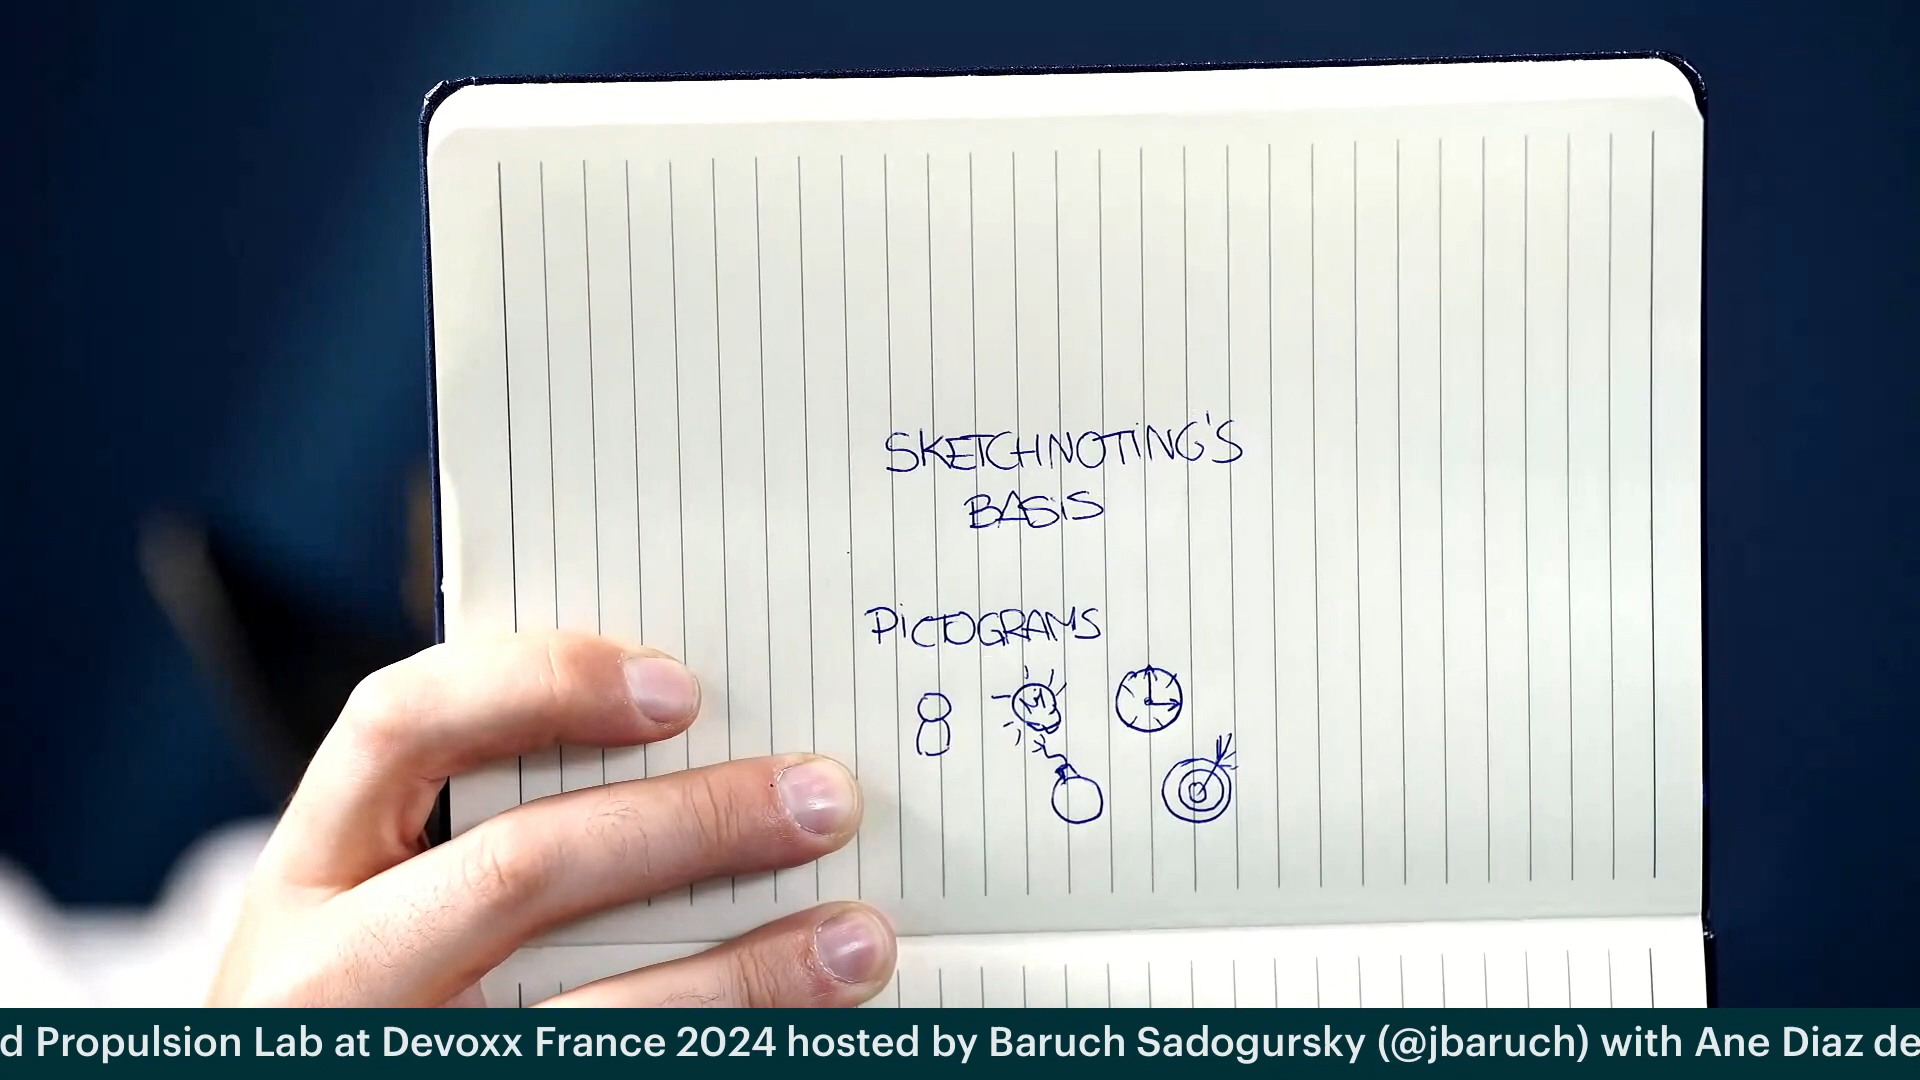 SKETCHNOTING'S
BASIS
PICTOGRAMS
d Propulsion Lab at Devoxx France 2024 hosted by Baruch Sadogursky (@jbaruch) with Ane Diaz de